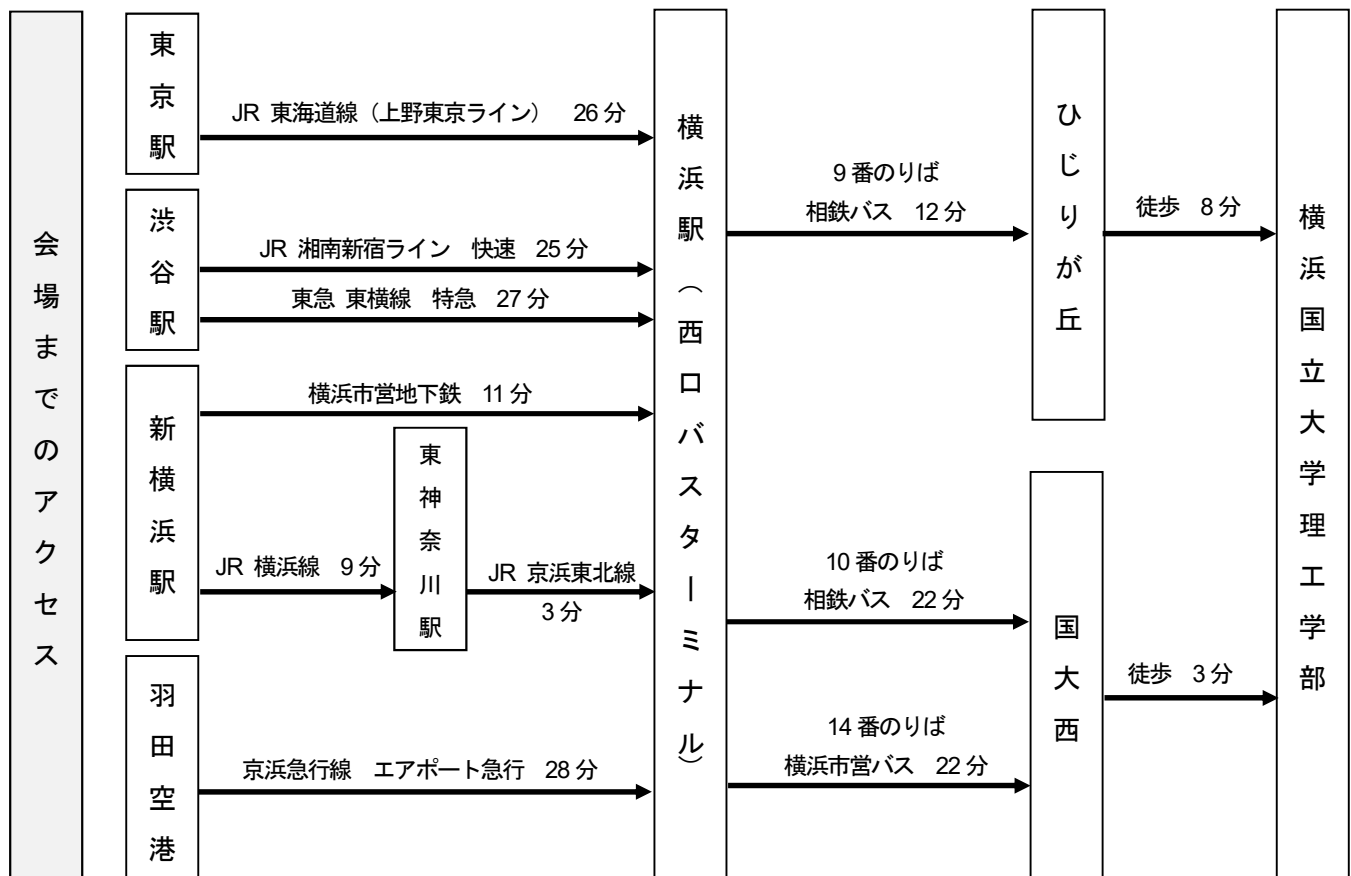 会場までのアクセス
東京駅
JR 東海道線（上野東京ライン） 26 分
渋谷駅
JR 湘南新宿ライン 快速 25 分
東急 東横線 特急 27 分
新横浜駅
横浜市営地下鉄 11 分
JR 横浜線 9 分
東神奈川駅
JR 京浜東北線
3 分
羽田空港
京浜急行線 エアポート急行 28 分
横浜駅（西口バスターミナル）
9 番のりば
相鉄バス 12 分
ひじりが丘
徒歩 8 分
10 番のりば
相鉄バス 22 分
14 番のりば
横浜市営バス 22 分
国大西
徒歩 3 分
横浜国立大学理工学部